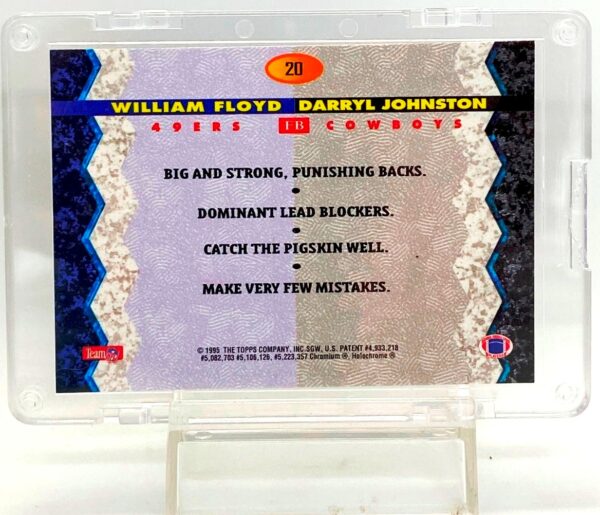 20
WILLIAM FLOYD DARRYL JOHNSTON
49ERS FB COWBOYS
BIG AND STRONG, PUNISHING BACKS.
•
DOMINANT LEAD BLOCKERS.
•
CATCH THE PIGSKIN WELL.
•
MAKE VERY FEW MISTAKES.
Team
© 1995 THE TOPPS COMPANY, INC SGW, U.S. PATENT #4,933,218
#5,082,703 #5,106,126, #5,223,357 Chromium ®, Holochrome ®